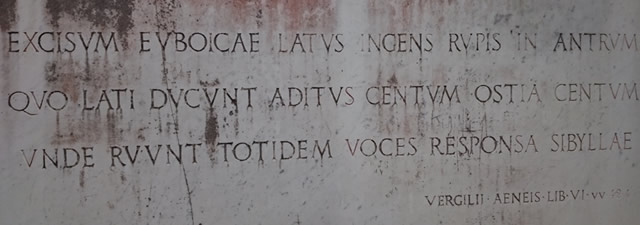 EXCISVM EVBOICAE LATVS INGENS RVPIS IN ANTRVM
QVO LATI DVCVNT ADITVS CENTVM OSTIA CENTVM
VNDE RVVNT TOTIDEM VOCES RESPONSA SIBYLLAE
VERGILII · AENEIS · LIB · VI · VV